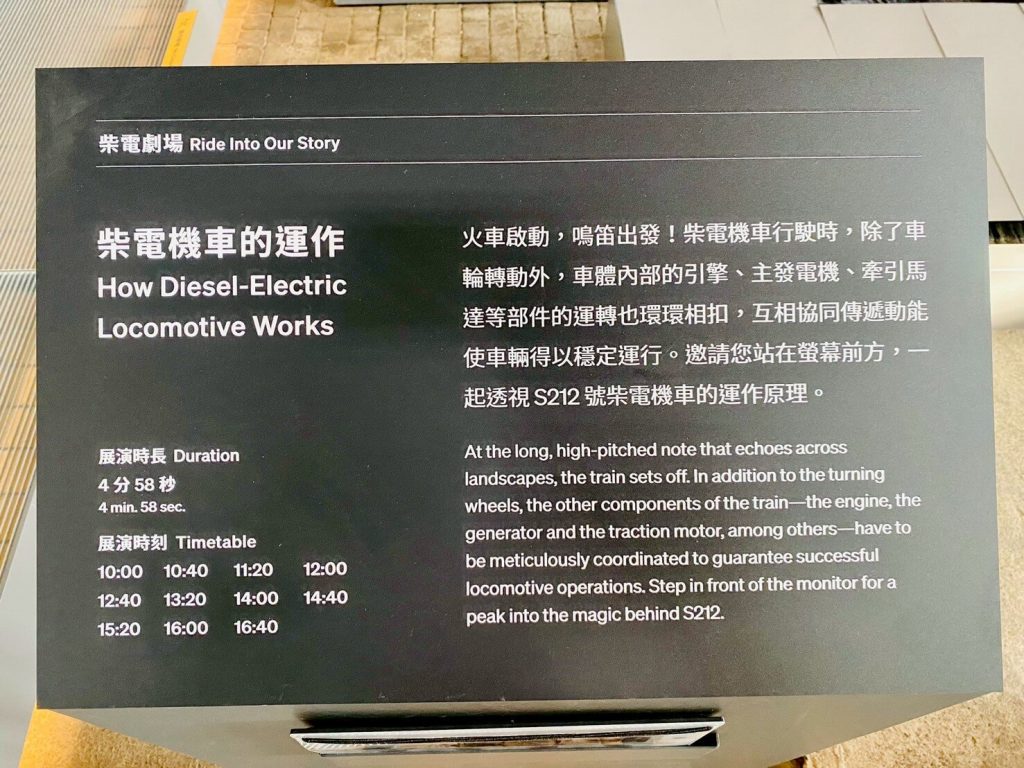 柴電劇場 Ride Into Our Story
柴電機車的運作
How Diesel-Electric
Locomotive Works
火車啟動，鳴笛出發！柴電機車行駛時，除了車
輪轉動外，車體內部的引擎、主發電機、牽引馬
達等部件的運轉也環環相扣，互相協同傳遞動能
使車輛得以穩定運行。邀請您站在螢幕前方，一
起透視 S212 號柴電機車的運作原理。
展演時長 Duration
4 分 58 秒
4 min. 58 sec.
展演時刻 Timetable
10:00 10:40 11:20 12:00
12:40 13:20 14:00 14:40
15:20 16:00 16:40
At the long, high-pitched note that echoes across
landscapes, the train sets off. In addition to the turning
wheels, the other components of the train—the engine, the
generator and the traction motor, among others—have to
be meticulously coordinated to guarantee successful
locomotive operations. Step in front of the monitor for a
peak into the magic behind S212.